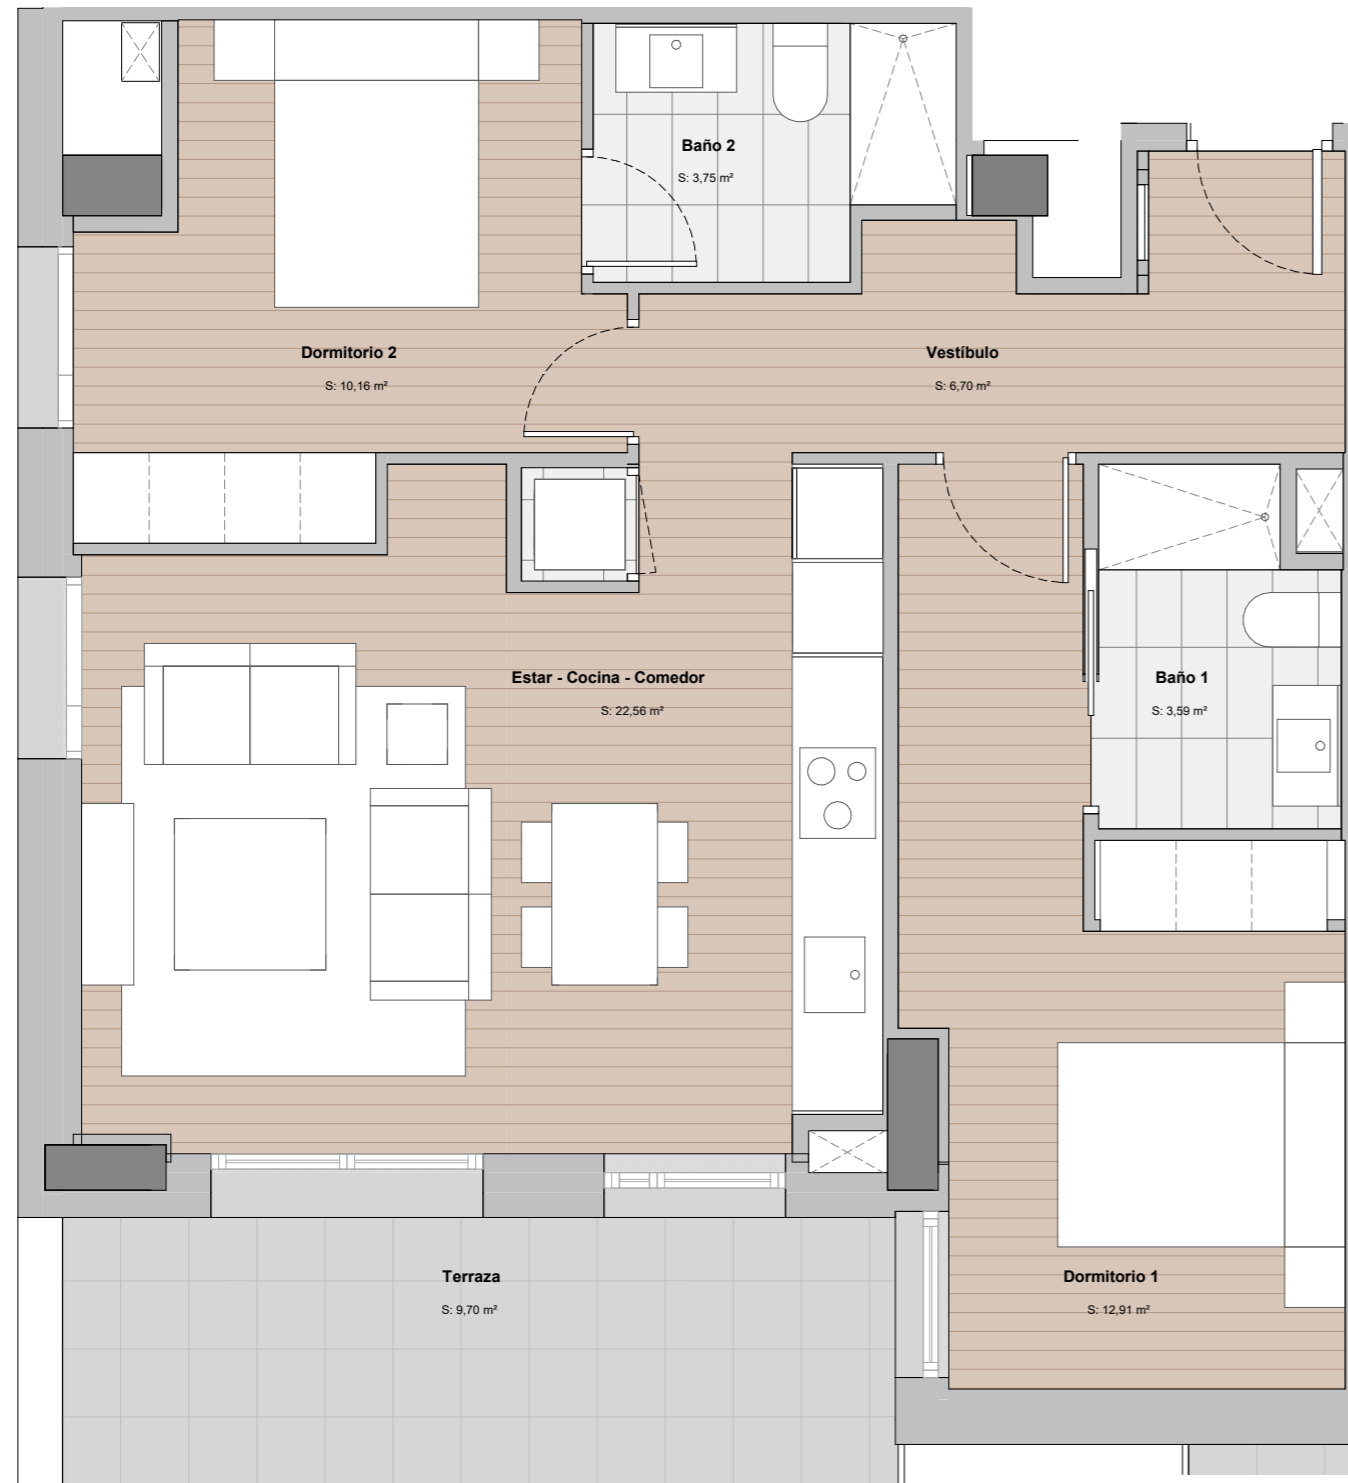 Baño 2
S: 3,75 m²
Dormitorio 2
S: 10,16 m²
Vestíbulo
S: 6,70 m²
Estar - Cocina - Comedor
S: 22,56 m²
Baño 1
S: 3,59 m²
Terraza
S: 9,70 m²
Dormitorio 1
S: 12,91 m²